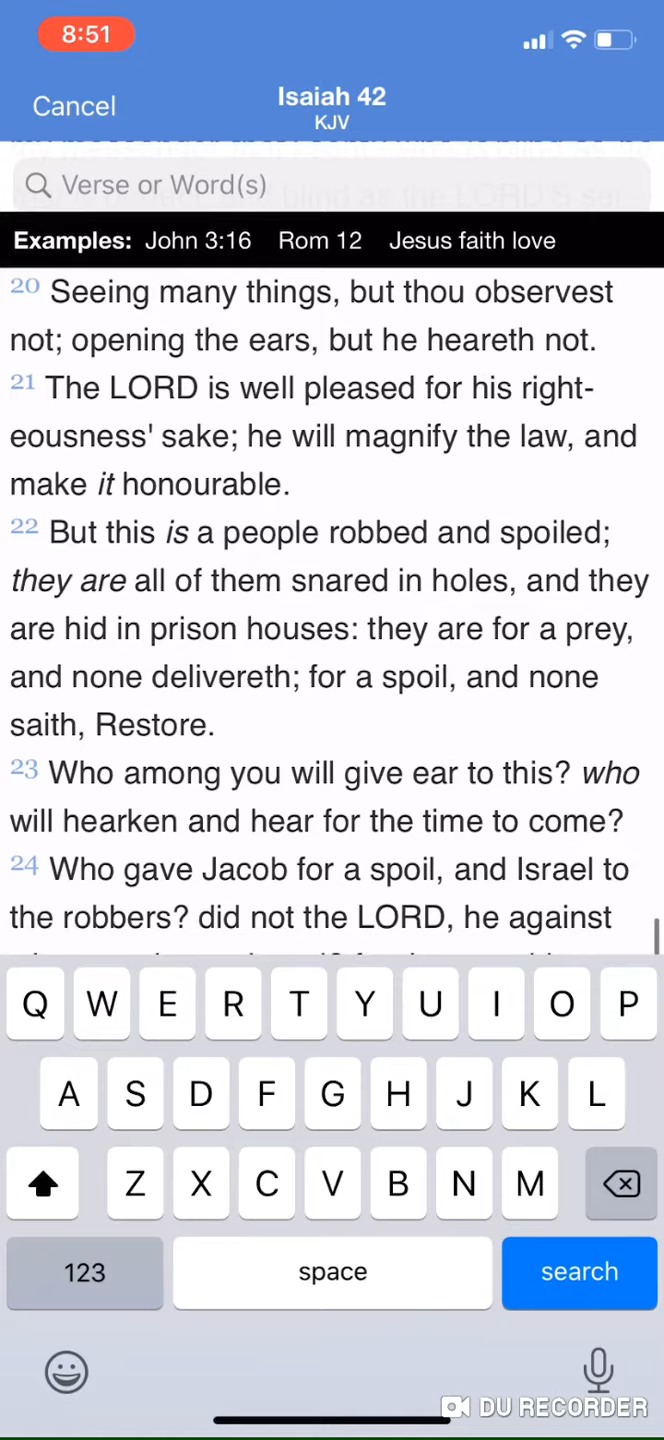 8:51
Cancel
Isaiah 42
KJV
Verse or Word(s)
Examples: John 3:16 Rom 12 Jesus faith love
20 Seeing many things, but thou observest
not; opening the ears, but he heareth not.
21 The LORD is well pleased for his right-
eousness' sake; he will magnify the law, and
make it honourable.
22 But this is a people robbed and spoiled;
they are all of them snared in holes, and they
are hid in prison houses: they are for a prey,
and none delivereth; for a spoil, and none
saith, Restore.
23 Who among you will give ear to this? who
will hearken and hear for the time to come?
24 Who gave Jacob for a spoil, and Israel to
the robbers? did not the LORD, he against
Q W E R T Y U I O P
A S D F G H J K L
Z X C V B N M
123 space search
DU RECORDER